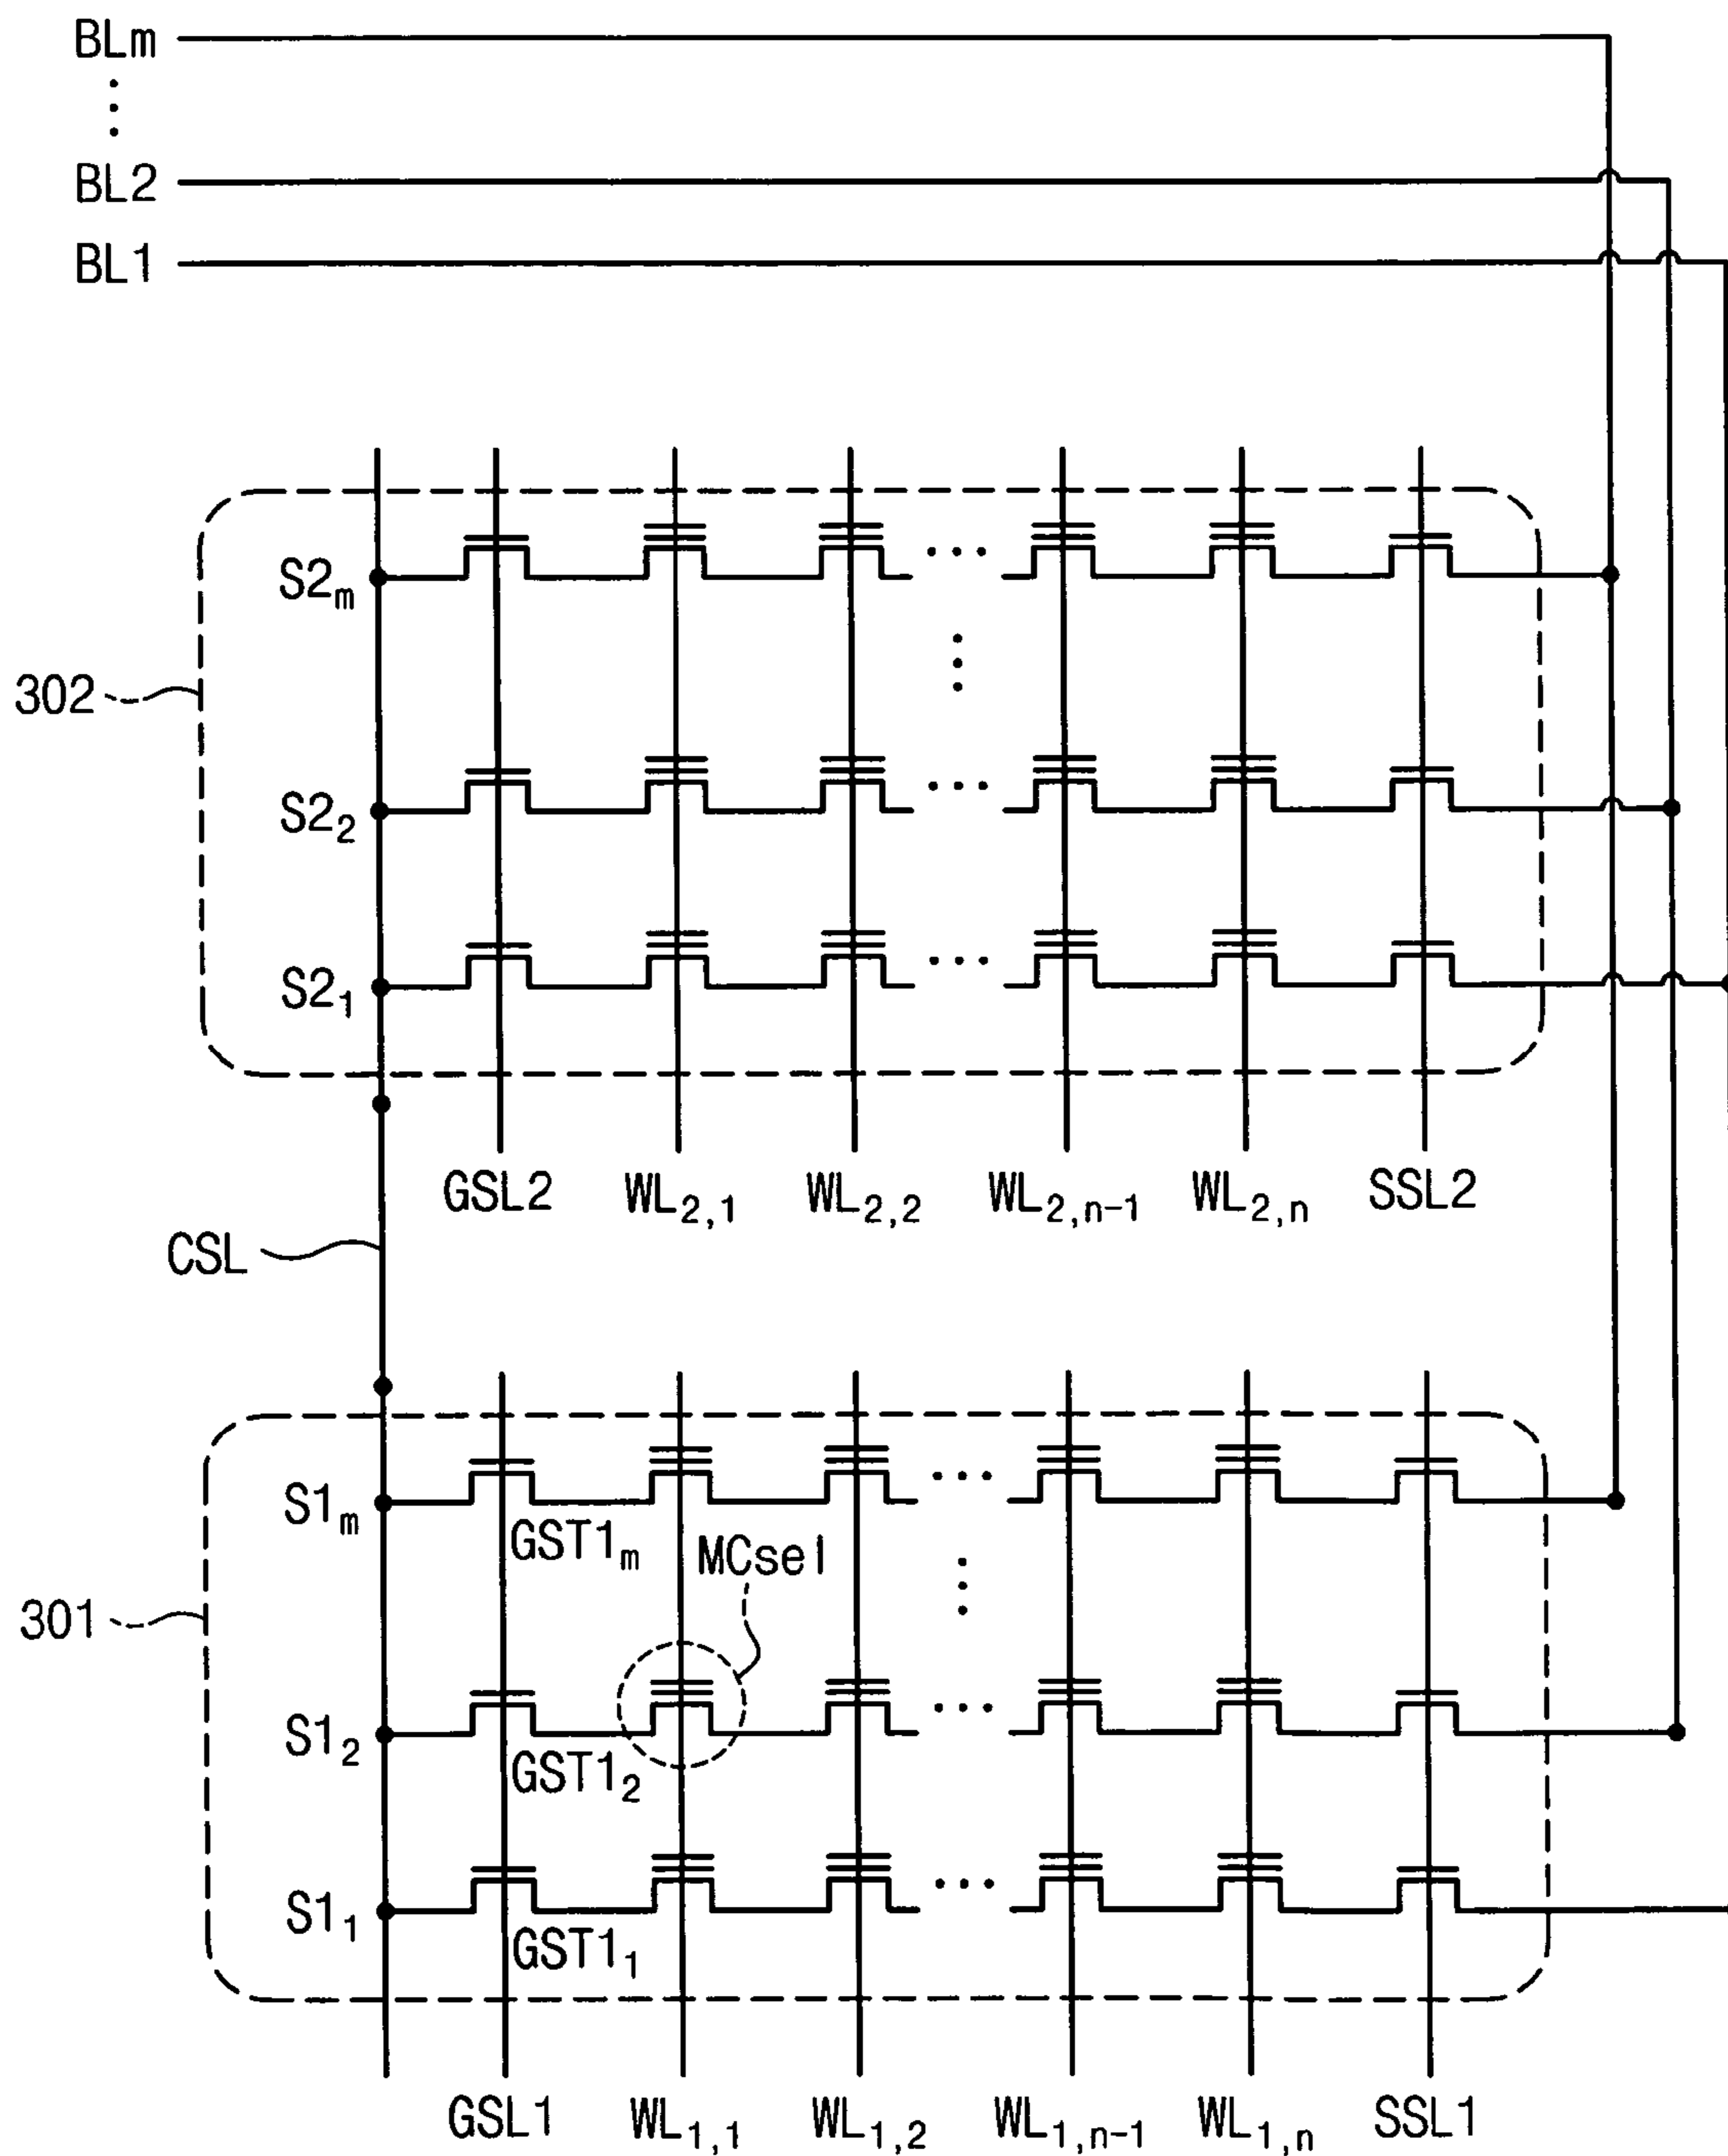 BLm
BL2
BL1
S2m
302
S22
S21
GSL2 WL2,1 WL2,2 WL2,n-1 WL2,n SSL2
CSL
S1m
GST1m MCsel
301
S12
GST12
S11
GST11
GSL1 WL1,1 WL1,2 WL1,n-1 WL1,n SSL1